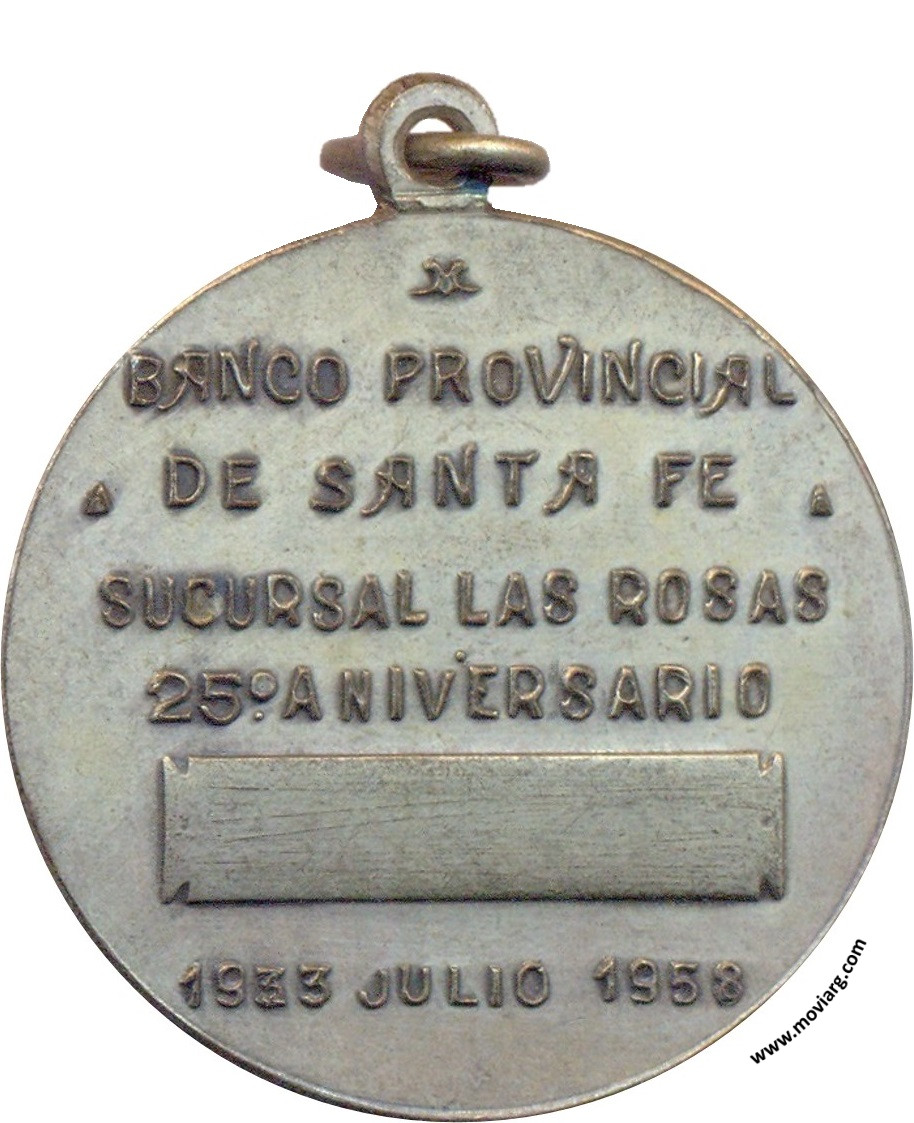 BANCO PROVINCIAL
DE SANTA FE
SUCURSAL LAS ROSAS
25º ANIVERSARIO
1933 JULIO 1958
www.moviarg.com